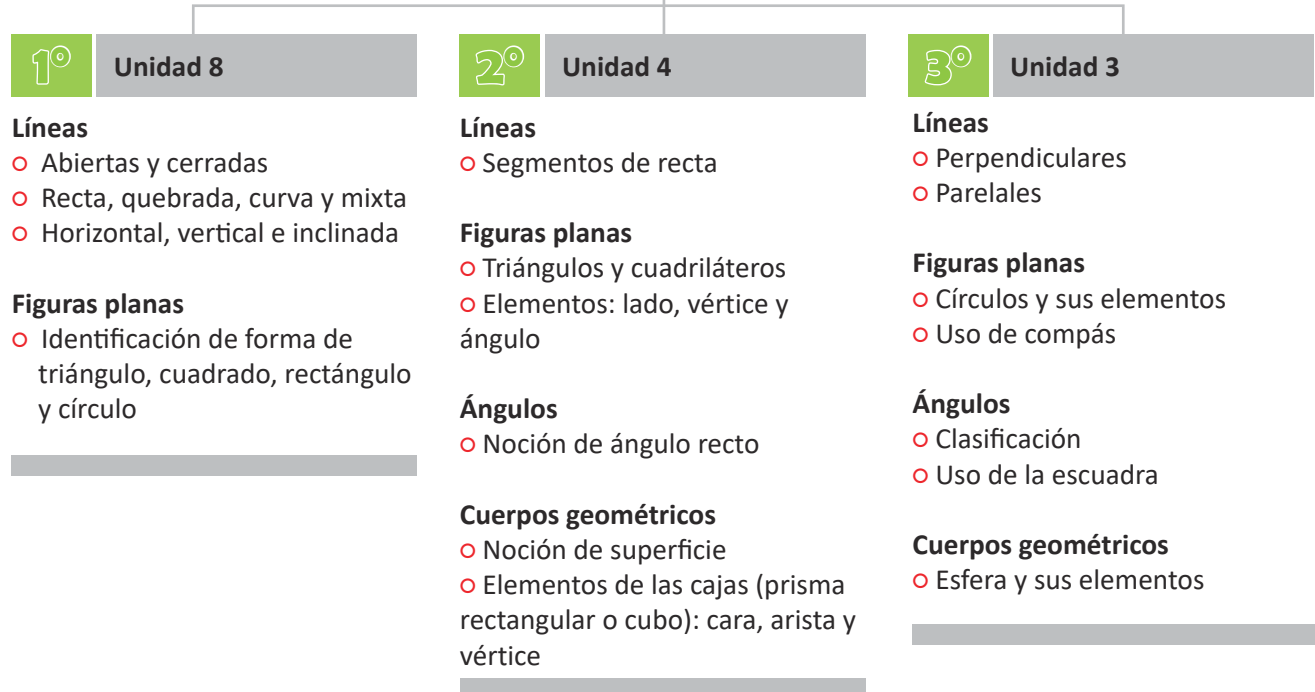 1º Unidad 8
Líneas
Abiertas y cerradas
Recta, quebrada, curva y mixta
Horizontal, vertical e inclinada
Figuras planas
Identificación de forma de
triángulo, cuadrado, rectángulo
y círculo
2º Unidad 4
Líneas
Segmentos de recta
Figuras planas
Triángulos y cuadriláteros
Elementos: lado, vértice y
ángulo
Ángulos
Noción de ángulo recto
Cuerpos geométricos
Noción de superficie
Elementos de las cajas (prisma
rectangular o cubo): cara, arista y
vértice
3º Unidad 3
Líneas
Perpendiculares
Parelales
Figuras planas
Círculos y sus elementos
Uso de compás
Ángulos
Clasificación
Uso de la escuadra
Cuerpos geométricos
Esfera y sus elementos